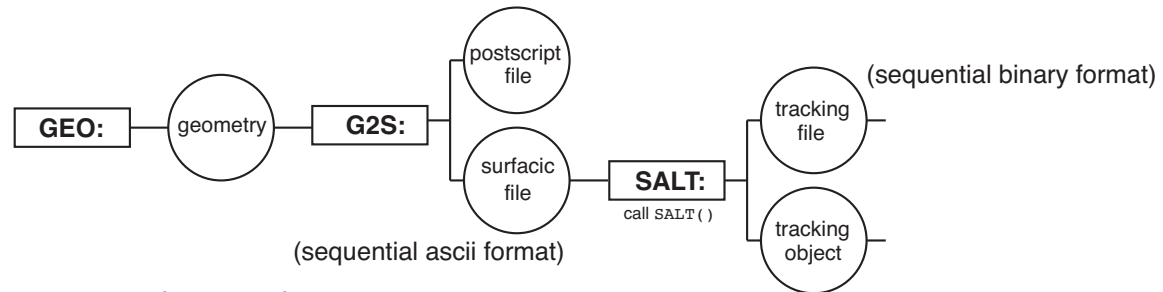 GEO:
geometry
G2S:
postscript
file
surfacic
file
(sequential ascii format)
SALT:
call SALT()
tracking
file
(sequential binary format)
tracking
object